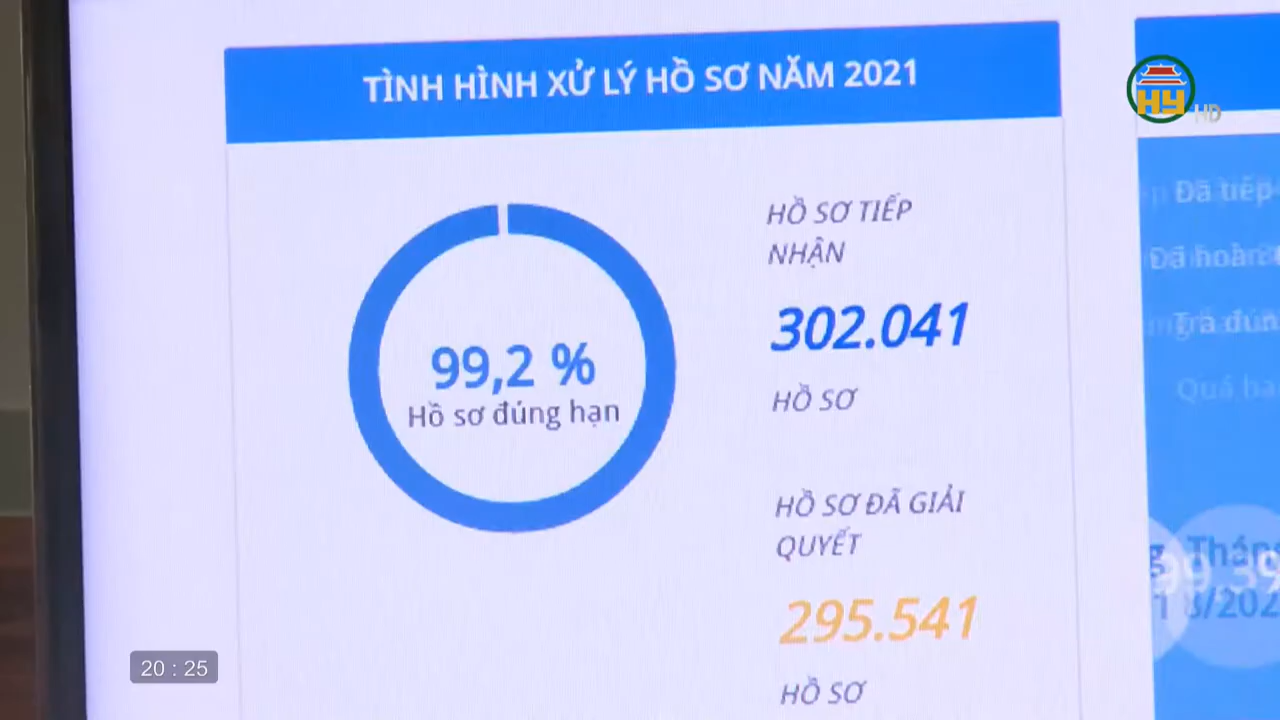 TÌNH HÌNH XỬ LÝ HỒ SƠ NĂM 2021
HY HD
99,2 %
Hồ sơ đúng hạn
HỒ SƠ TIẾP
NHẬN
302.041
HỒ SƠ
HỒ SƠ ĐÃ GIẢI
QUYẾT
295.541
HỒ SƠ
Đã tiếp
Đã hoàn
Trả đún
Quá hạ
20 : 25